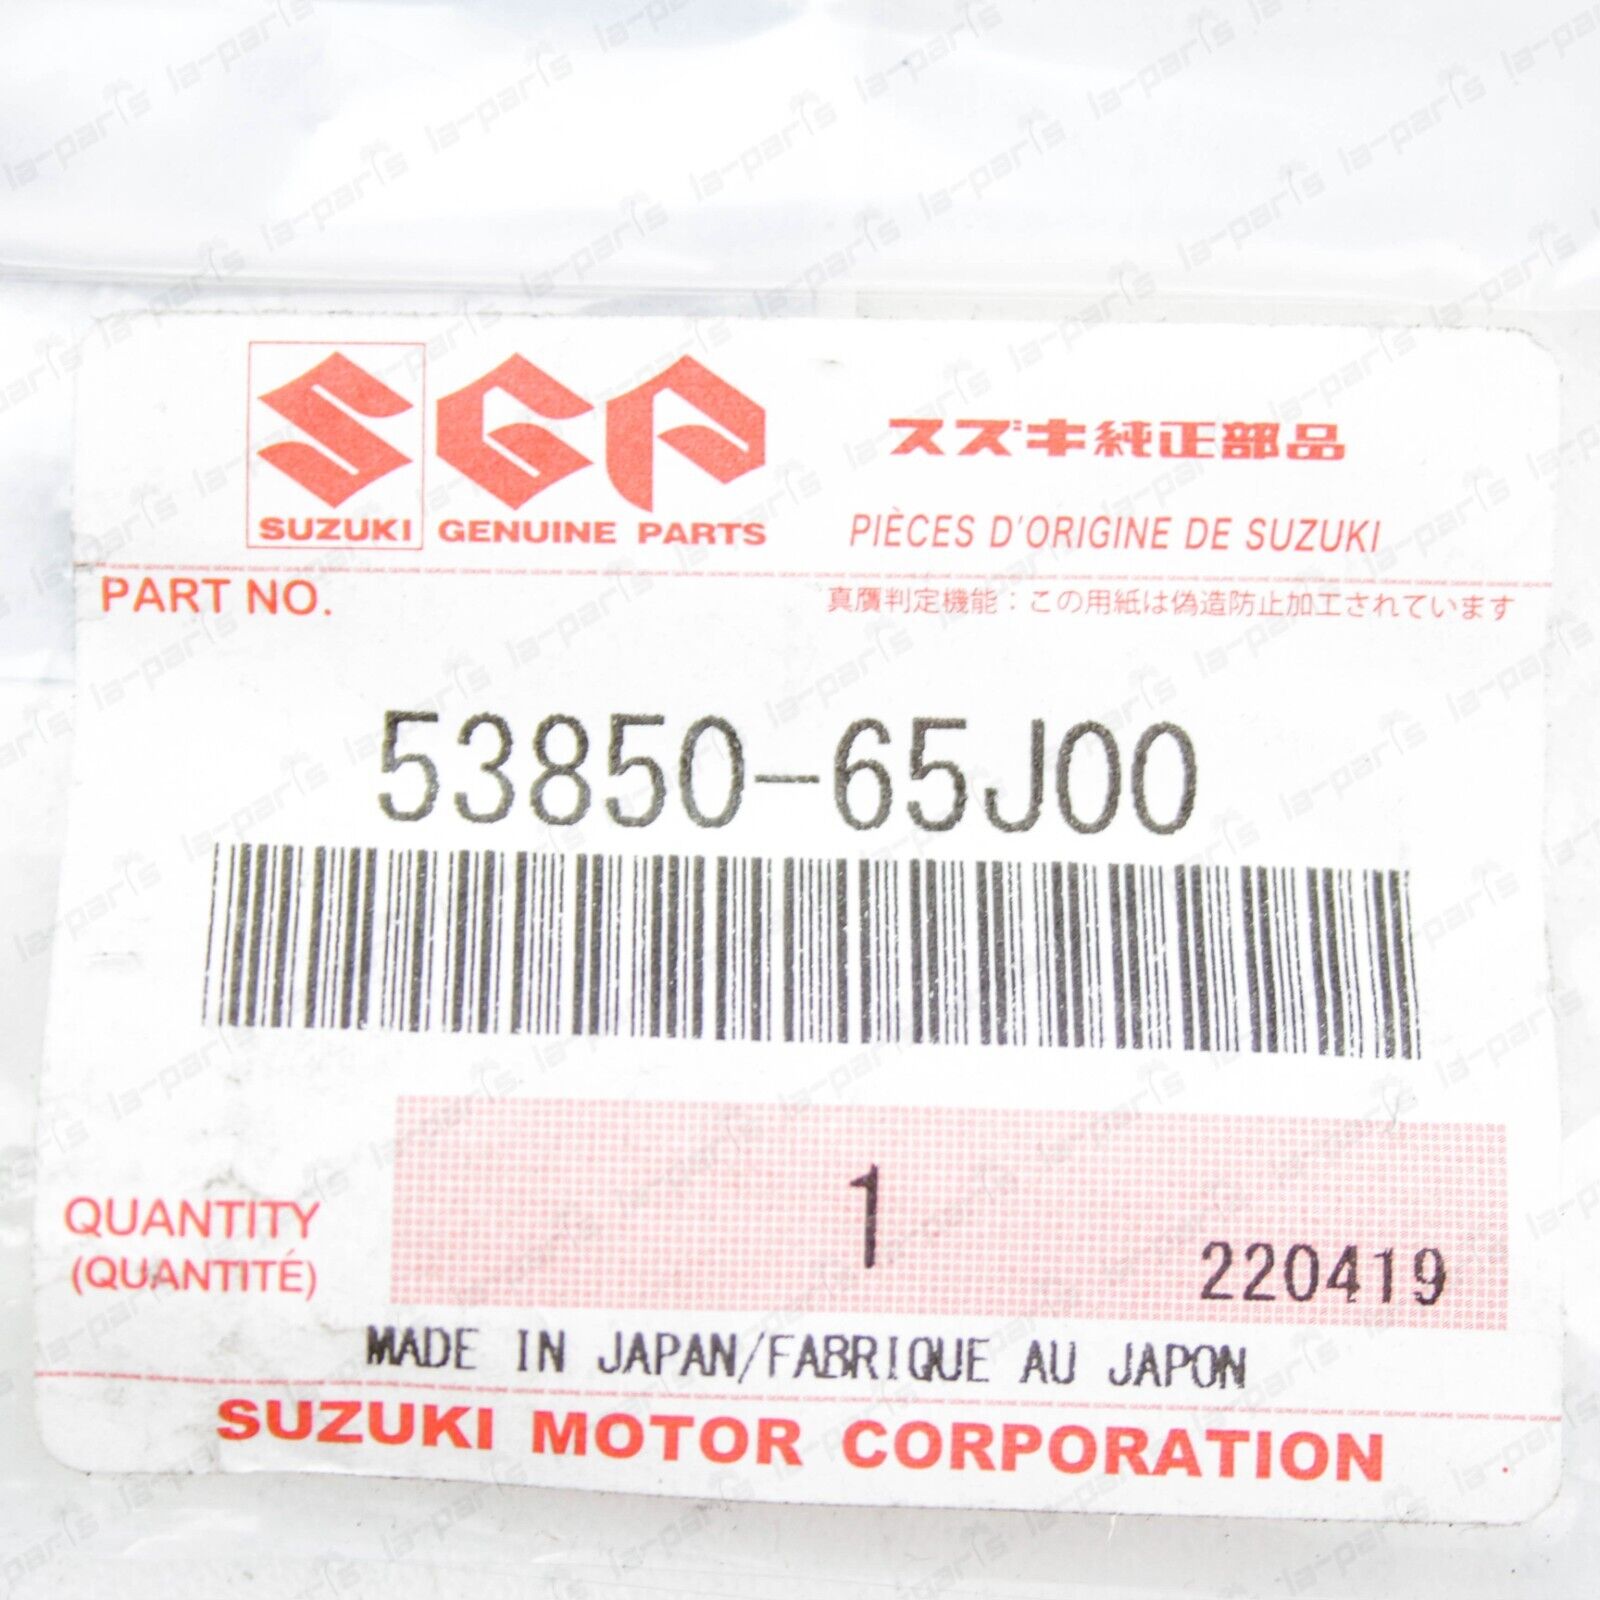 SGP
スズキ純正部品
SUZUKI GENUINE PARTS
PIÈCES D'ORIGINE DE SUZUKI
PART NO.
真贋判定機能：この用紙は偽造防止加工されています
53850-65J00
QUANTITY
(QUANTITÉ)
1
220419
MADE IN JAPAN/FABRIQUE AU JAPON
SUZUKI MOTOR CORPORATION
la-paris